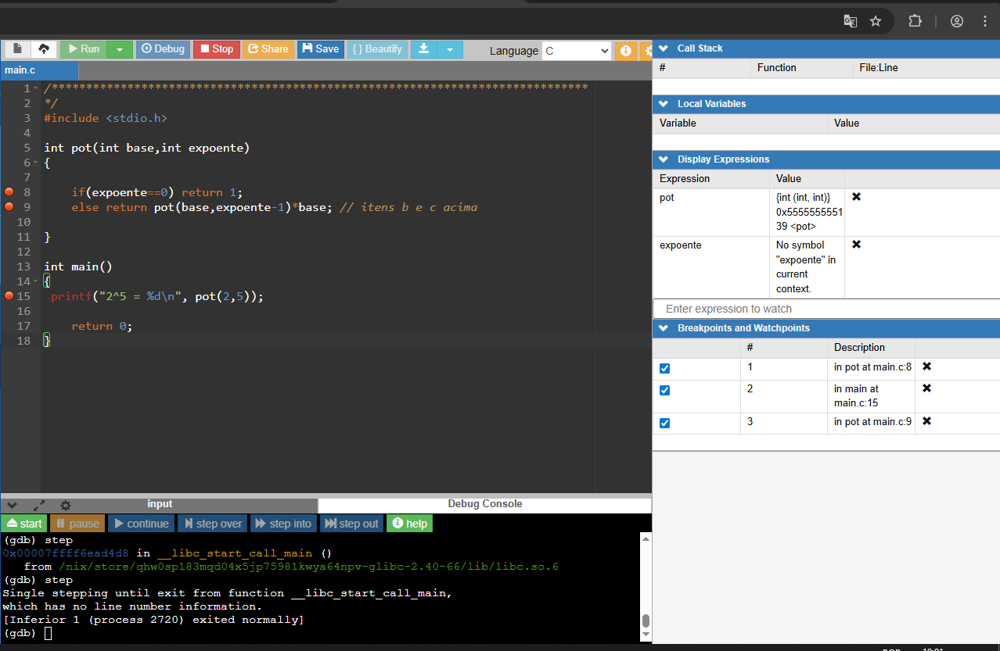 Run Debug Stop Share Save { } Beautify Language C
main.c
1 /******************************************************************************
2 */
3 #include <stdio.h>
4
5 int pot(int base,int expoente)
6 {
7
8 if(expoente==0) return 1;
9 else return pot(base,expoente-1)*base; // itens b e c acima
10
11 }
12
13 int main()
14 {
15 printf("2^5 = %d\n", pot(2,5));
16
17 return 0;
18 }
input Debug Console
start pause continue step over step into step out help
(gdb) step
0x00007ffff6ead4d8 in __libc_start_call_main ()
from /nix/store/qhw0sp183mqd04x5jp75981kwya64npv-glibc-2.40-66/lib/libc.so.6
(gdb) step
Single stepping until exit from function __libc_start_call_main,
which has no line number information.
[Inferior 1 (process 2720) exited normally]
(gdb)
Call Stack
# Function File:Line
Local Variables
Variable Value
Display Expressions
Expression Value
pot {int (int, int)}
0x5555555551
39 <pot>
expoente No symbol
"expoente" in
current
context.
Enter expression to watch
Breakpoints and Watchpoints
# Description
1 in pot at main.c:8
2 in main at
main.c:15
3 in pot at main.c:9